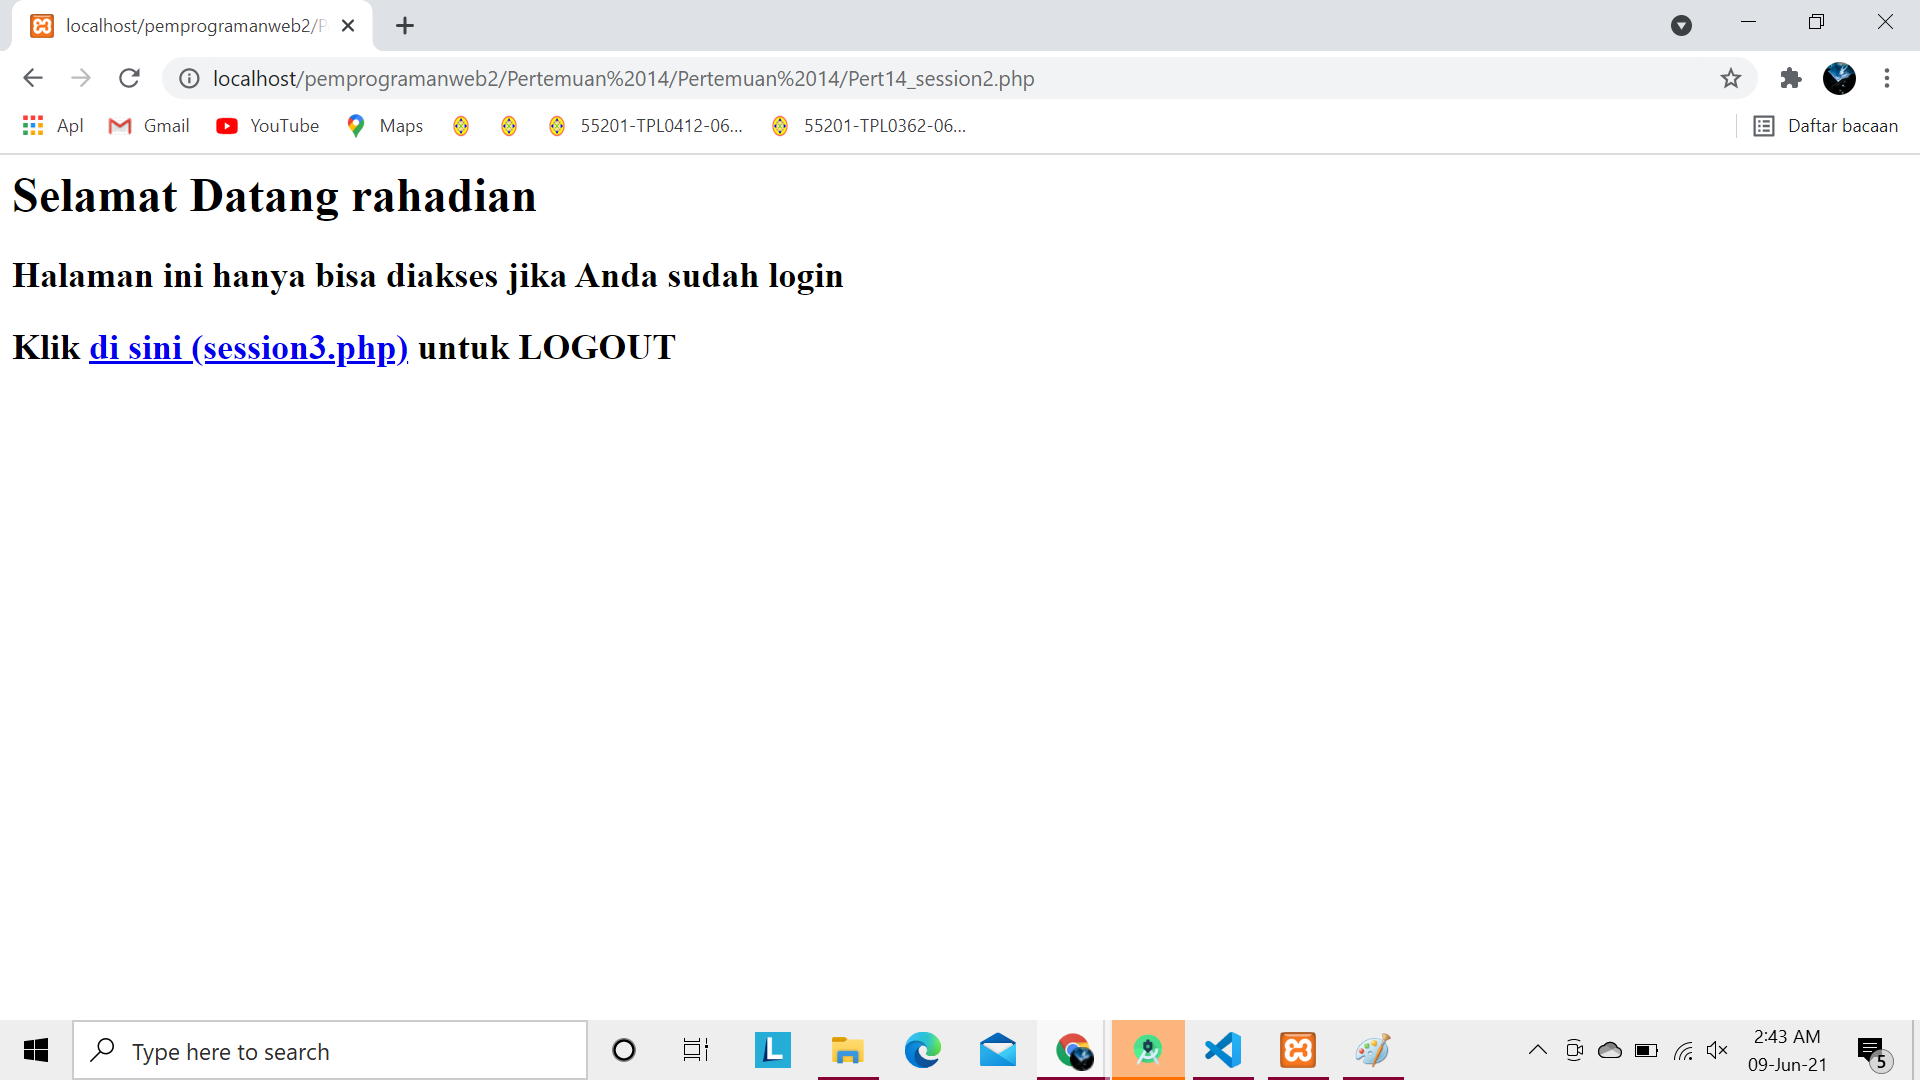 localhost/pemprogramanweb2/P
localhost/pemprogramanweb2/Pertemuan%2014/Pertemuan%2014/Pert14_session2.php
Apl Gmail YouTube Maps 55201-TPL0412-06... 55201-TPL0362-06... Daftar bacaan
Selamat Datang rahadian
Halaman ini hanya bisa diakses jika Anda sudah login
Klik di sini (session3.php) untuk LOGOUT
Type here to search
L
2:43 AM
09-Jun-21
5